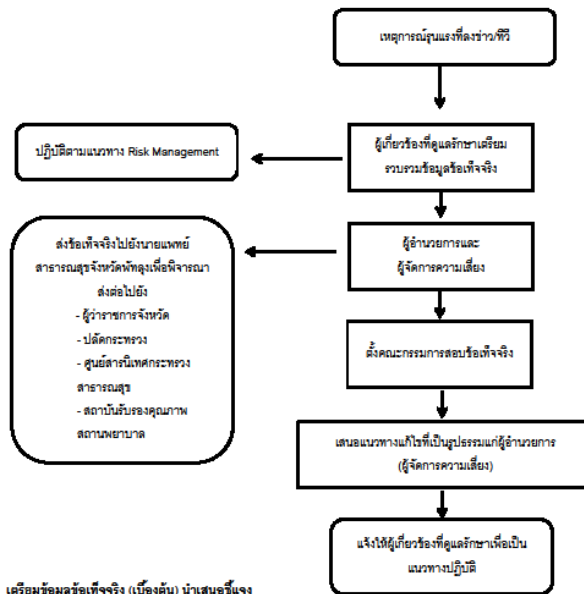 เหตุการณ์รุนแรงที่ลงข่าว/ทีวี
ปฏิบัติตามแนวทาง Risk Management
ผู้เกี่ยวข้องที่ดูแลรักษาเตรียม
รวบรวมข้อมูลข้อเท็จจริง
ส่งข้อเท็จจริงไปยังนายแพทย์
สาธารณสุขจังหวัดพัทลุงเพื่อพิจารณา
ส่งต่อไปยัง
- ผู้ว่าราชการจังหวัด
- ปลัดกระทรวง
- ศูนย์สารนิเทศกระทรวง
สาธารณสุข
- สถาบันรับรองคุณภาพ
สถานพยาบาล
ผู้อำนวยการและ
ผู้จัดการความเสี่ยง
ตั้งคณะกรรมการสอบข้อเท็จจริง
เสนอแนวทางแก้ไขที่เป็นรูปธรรมแก่ผู้อำนวยการ
(ผู้จัดการความเสี่ยง)
แจ้งให้ผู้เกี่ยวข้องที่ดูแลรักษาเพื่อเป็น
แนวทางปฏิบัติ
เตรียมข้อมูลข้อเท็จจริง (เบื้องต้น) นำเสนอชี้แจง